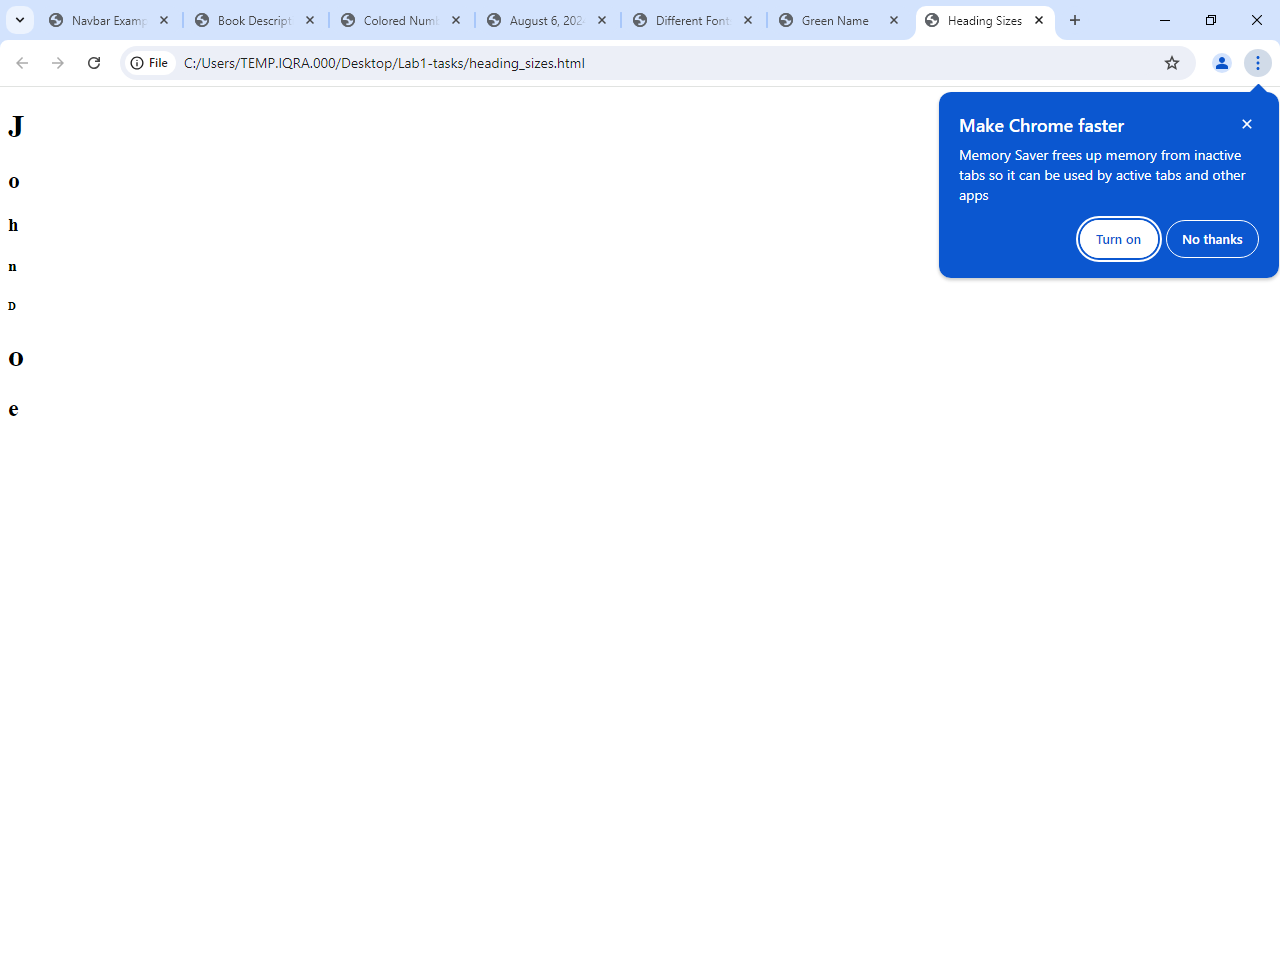 Navbar Examp
Book Descript
Colored Numb
August 6, 202
Different Font
Green Name
Heading Sizes
File
C:/Users/TEMP.IQRA.000/Desktop/Lab1-tasks/heading_sizes.html
J
o
h
n
D
o
e
Make Chrome faster
Memory Saver frees up memory from inactive
tabs so it can be used by active tabs and other
apps
Turn on
No thanks